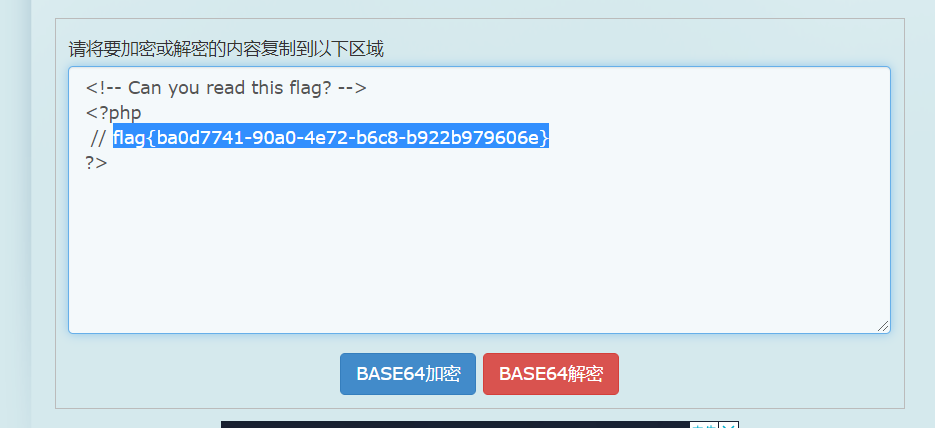 请将要加密或解密的内容复制到以下区域
<!-- Can you read this flag? -->
<?php
// flag{ba0d7741-90a0-4e72-b6c8-b922b979606e}
?>
BASE64加密 BASE64解密